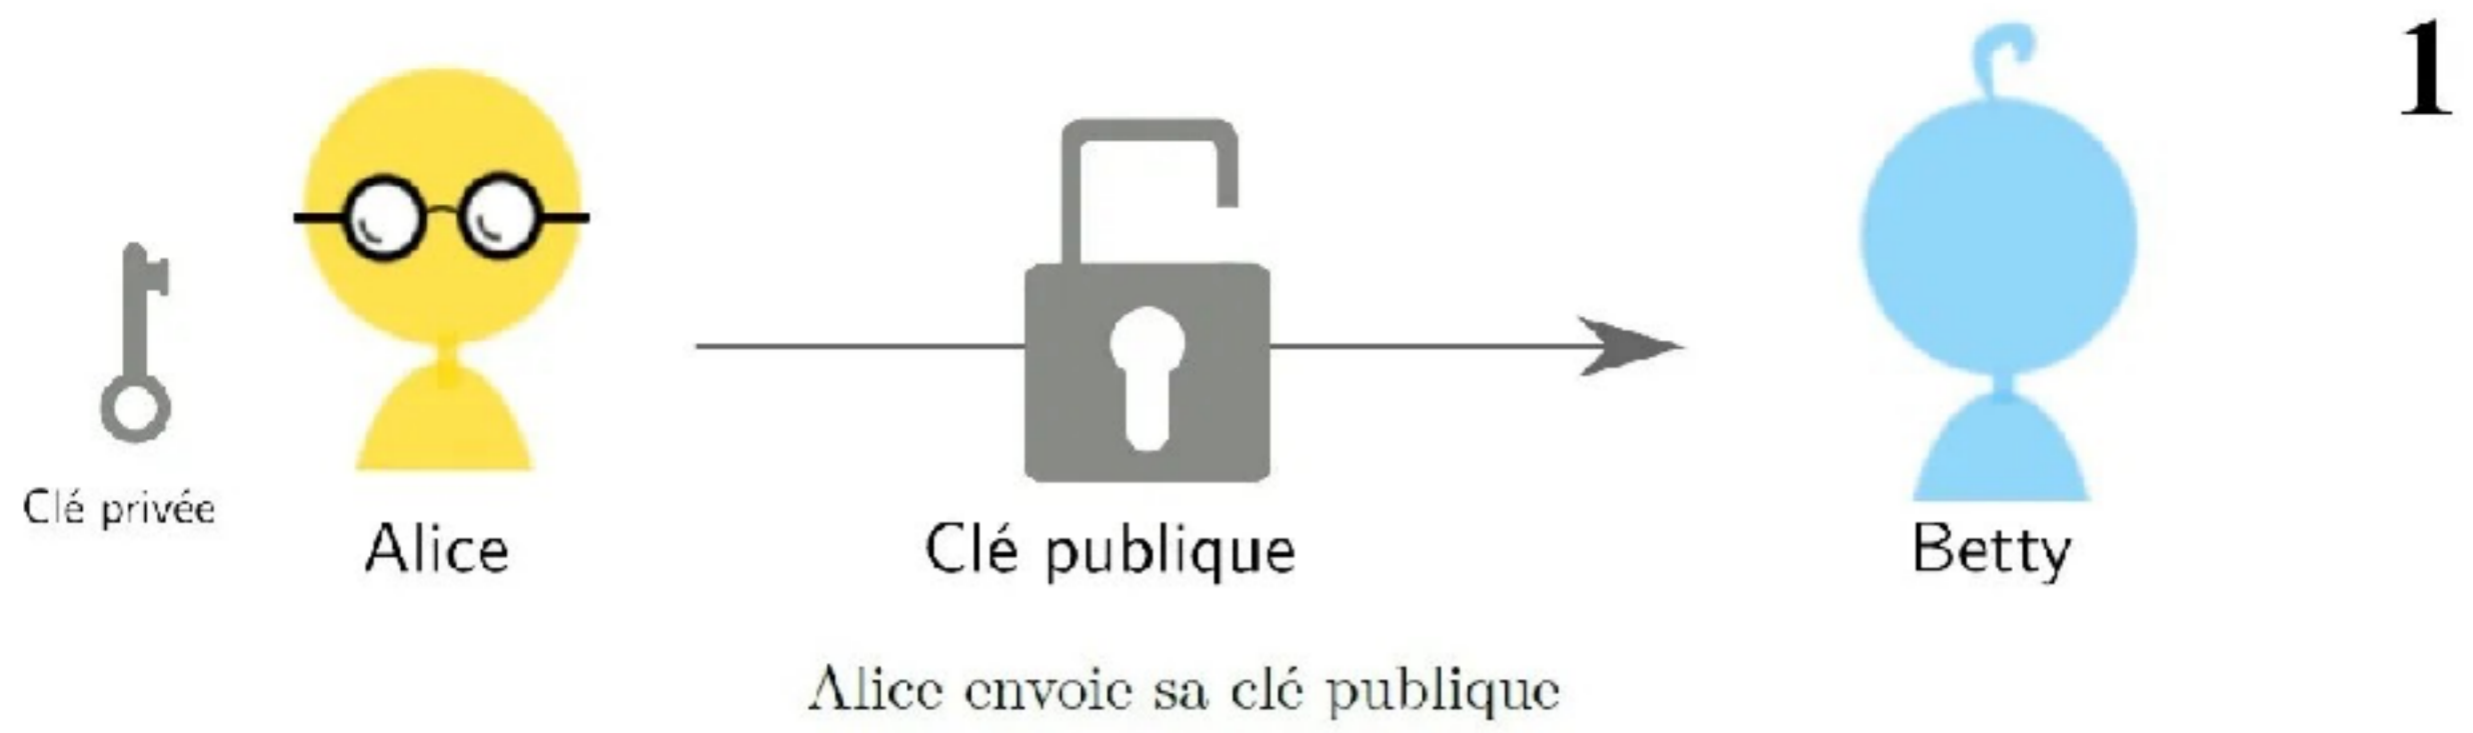 1
Clé privée
Alice
Clé publique
Betty
Alice envoie sa clé publique